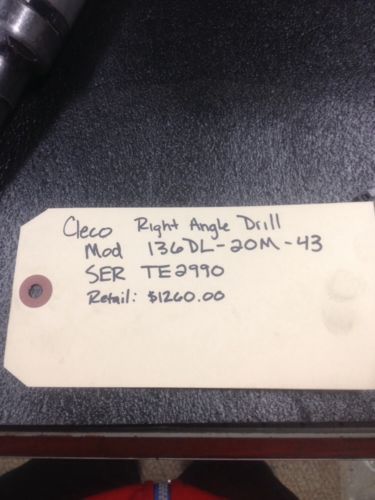 Cleco Right Angle Drill
Mod 136DL-20M-43
SER TE2990
Retail: $1260.00